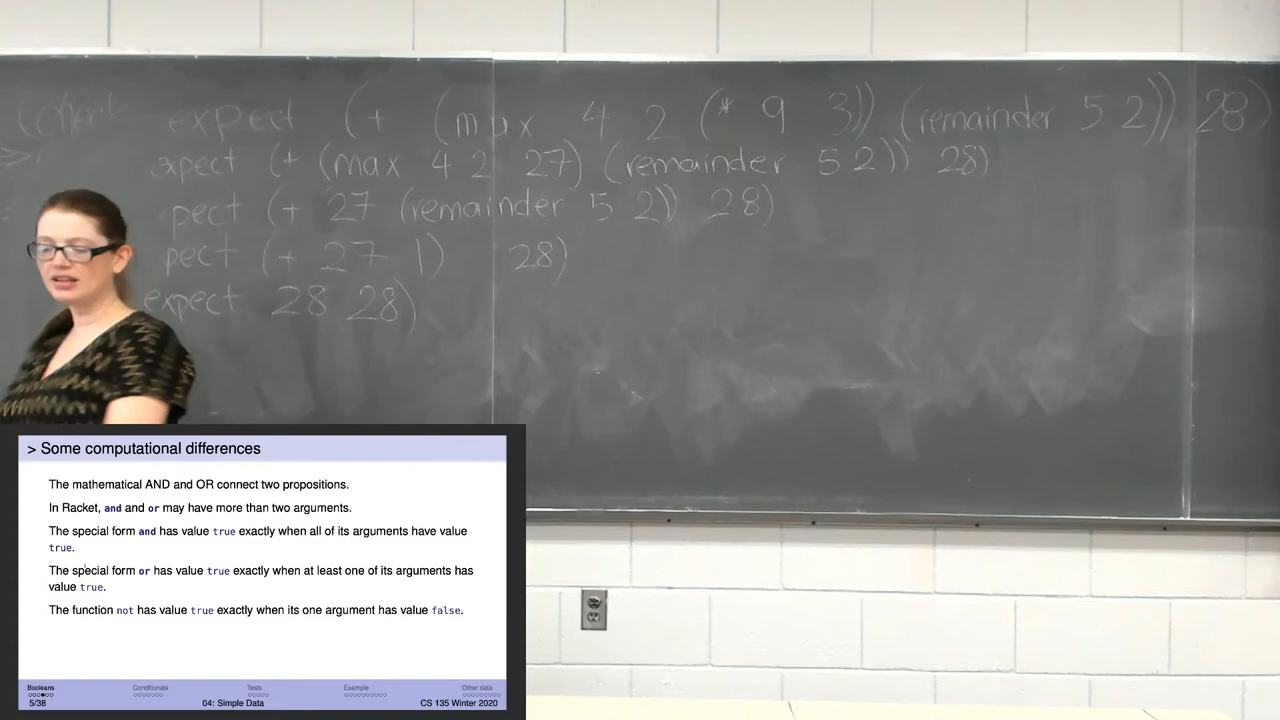 (check expect (+ (max 4 2 (* 9 3)) (remainder 5 2)) 28)
expect (+ (max 4 2 27) (remainder 5 2)) 28)
pect (+ 27 (remainder 5 2)) 28)
pect (+ 27 1) 28)
expect 28 28)
> Some computational differences
The mathematical AND and OR connect two propositions.
In Racket, and and or may have more than two arguments.
The special form and has value true exactly when all of its arguments have value
true.
The special form or has value true exactly when at least one of its arguments has
value true.
The function not has value true exactly when its one argument has value false.
Booleans Conditionals Tests Example Other data
5/38 04: Simple Data CS 135 Winter 2020